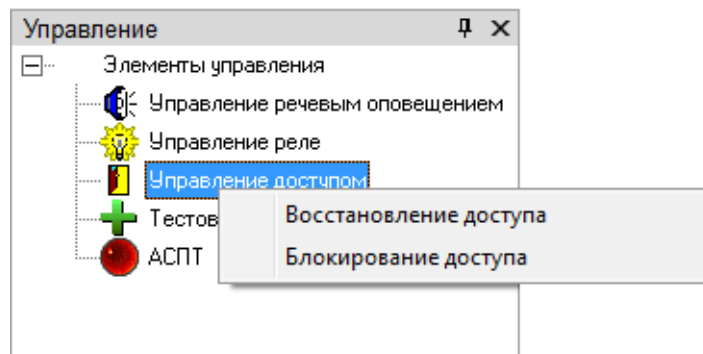 Управление
Элементы управления
Управление речевым оповещением
Управление реле
Управление доступом
Тестов
АСПТ
Восстановление доступа
Блокирование доступа